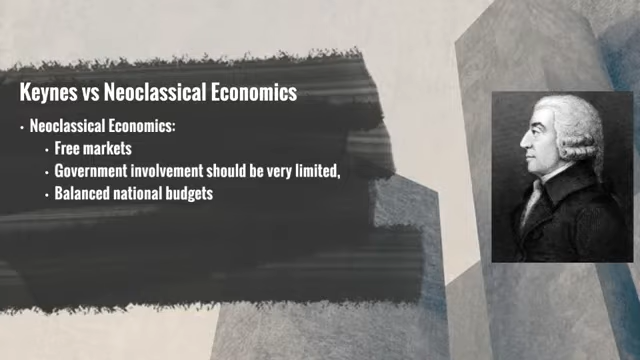 Keynes vs Neoclassical Economics
• Neoclassical Economics:
• Free markets
• Government involvement should be very limited,
• Balanced national budgets